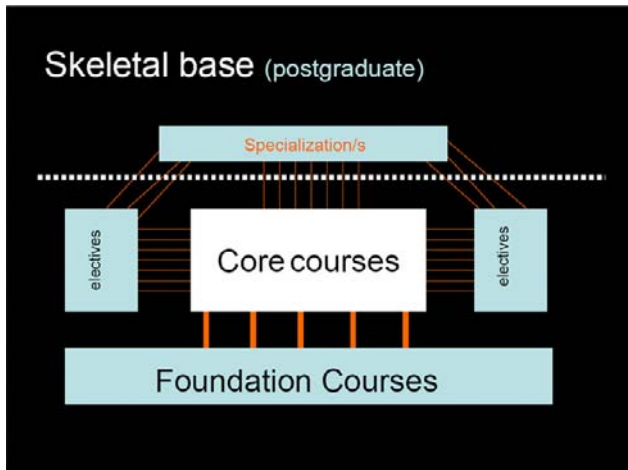 Skeletal base (postgraduate)
Specialization/s
electives
Core courses
electives
Foundation Courses